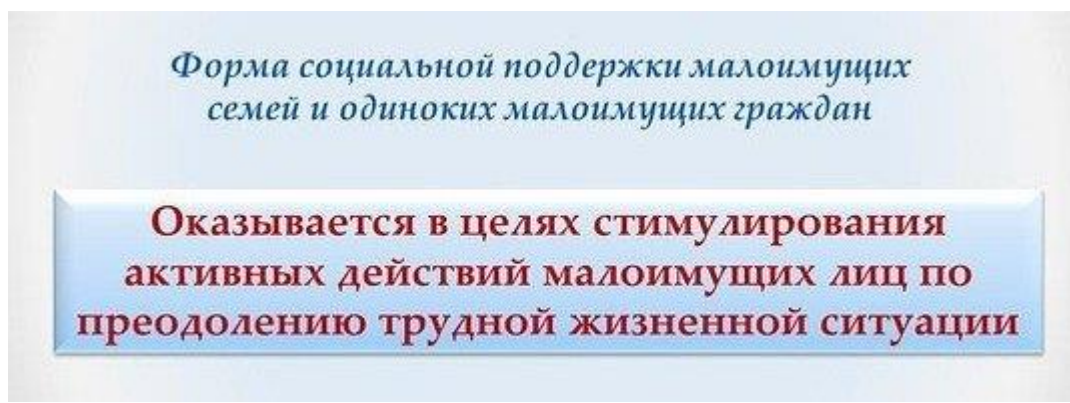 Форма социальной поддержки малоимущих
семей и одиноких малоимущих граждан
Оказывается в целях стимулирования
активных действий малоимущих лиц по
преодолению трудной жизненной ситуации